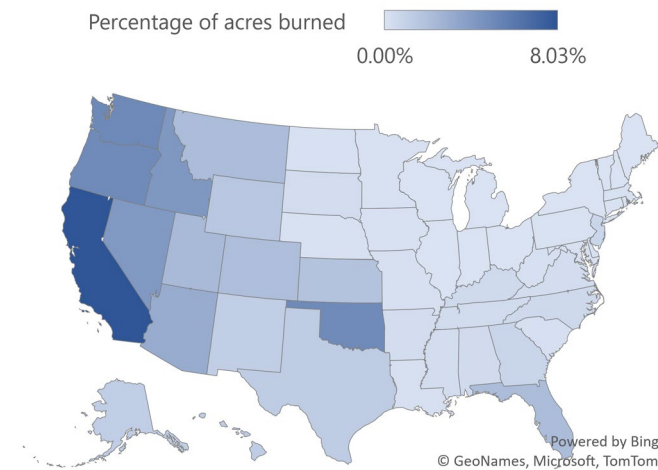 Percentage of acres burned
0.00% 8.03%
Powered by Bing
© GeoNames, Microsoft, TomTom